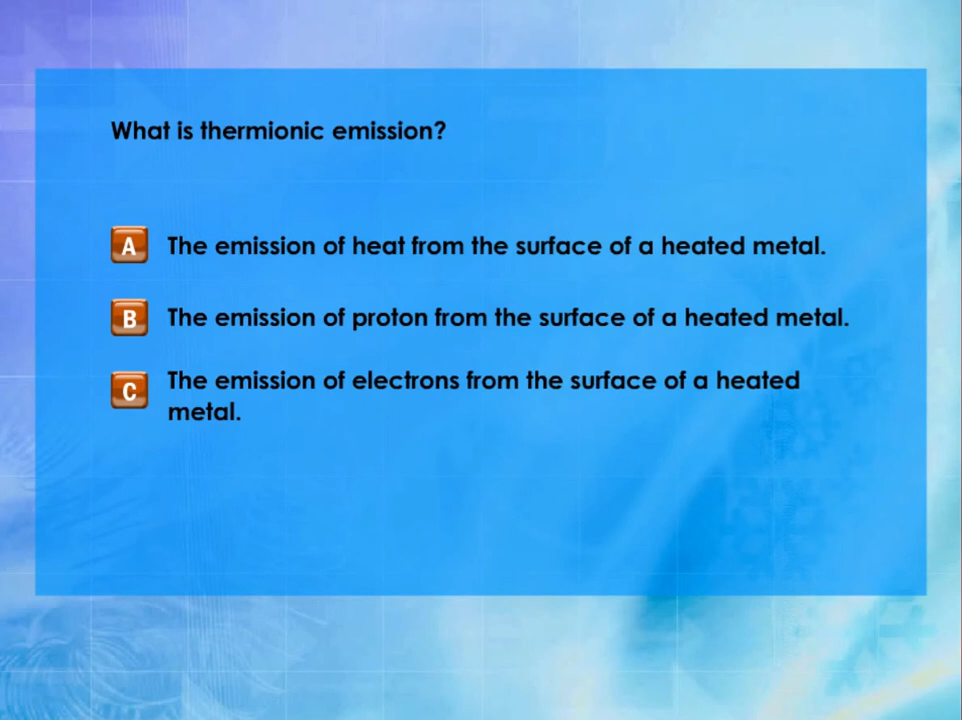 What is thermionic emission?
A The emission of heat from the surface of a heated metal.
B The emission of proton from the surface of a heated metal.
C The emission of electrons from the surface of a heated
metal.